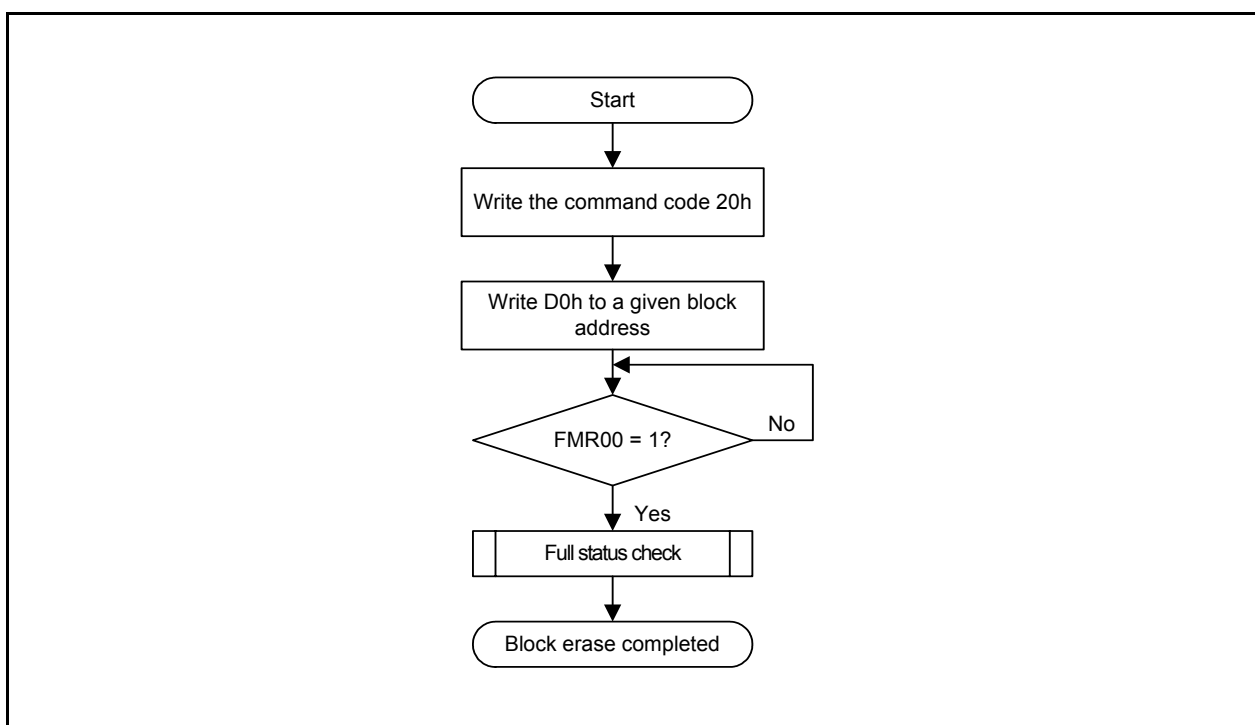 Start
Write the command code 20h
Write D0h to a given block
address
No
FMR00 = 1?
Yes
Full status check
Block erase completed